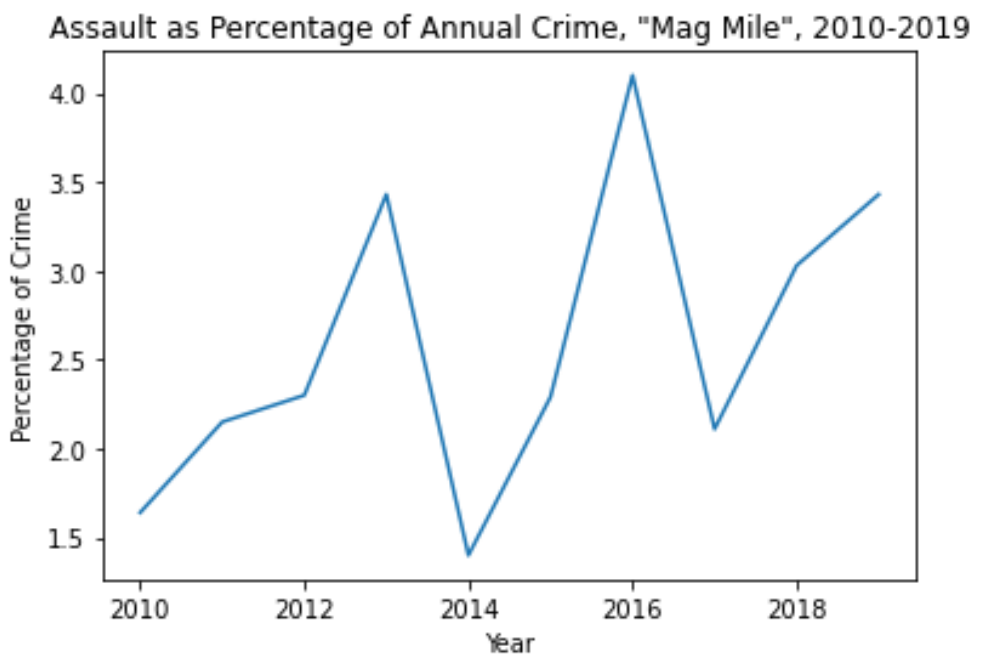 Assault as Percentage of Annual Crime, "Mag Mile", 2010-2019
4.0
3.5
3.0
2.5
2.0
1.5
Percentage of Crime
2010 2012 2014 2016 2018
Year